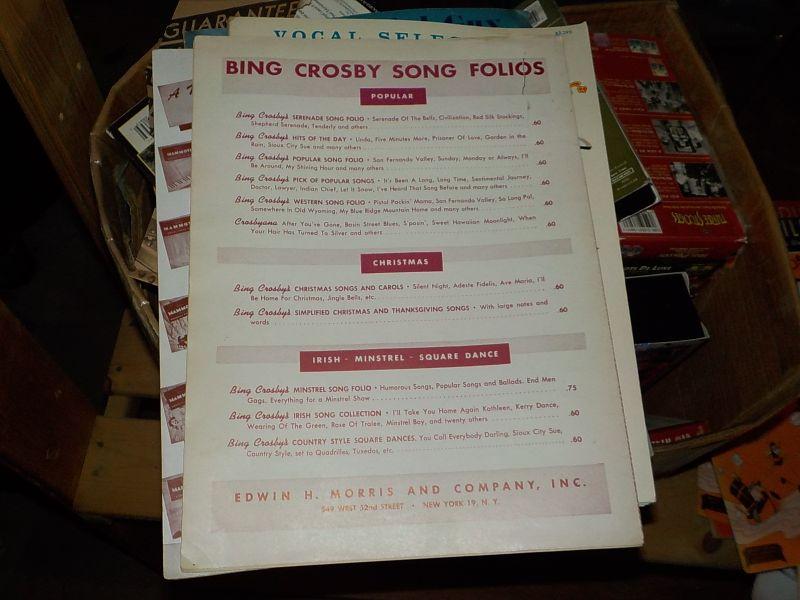 GUARANTEE
VOCAL SELEC
BING CROSBY SONG FOLIOS
POPULAR
Bing Crosby's SERENADE SONG FOLIO • Serenade Of The Bells, Civilization, Red Silk Stockings,
Shepherd Serenade, Tenderly and others .60
Bing Crosby's HITS OF THE DAY • Linda, Five Minutes More, Prisoner Of Love, Garden in the
Rain, Sioux City Sue and many others .60
Bing Crosby's POPULAR SONG FOLIO • San Fernando Valley, Sunday, Monday or Always, I'll
Be Around, My Shining Hour and many others .60
Bing Crosby's PICK OF POPULAR SONGS • It's Been A Long, Long Time, Sentimental Journey,
Doctor, Lawyer, Indian Chief, Let It Snow, I've Heard That Song Before and many others .60
Bing Crosby's WESTERN SONG FOLIO • Pistol Packin' Mama, San Fernando Valley, So Long Pal,
Somewhere In Old Wyoming, My Blue Ridge Mountain Home and many others .60
Crosbyana After You've Gone, Basin Street Blues, S'posin', Sweet Hawaiian Moonlight, When
Your Hair Has Turned To Silver and others .60
CHRISTMAS
Bing Crosby's CHRISTMAS SONGS AND CAROLS • Silent Night, Adeste Fidelis, Ave Maria, I'll
Be Home For Christmas, Jingle Bells, etc. .60
Bing Crosby's SIMPLIFIED CHRISTMAS AND THANKSGIVING SONGS • With large notes and
words .60
IRISH - MINSTREL - SQUARE DANCE
Bing Crosby's MINSTREL SONG FOLIO • Humorous Songs, Popular Songs and Ballads. End Men
Gags. Everything for a Minstrel Show .75
Bing Crosby's IRISH SONG COLLECTION • I'll Take You Home Again Kathleen, Kerry Dance,
Wearing Of The Green, Rose Of Tralee, Minstrel Boy, and twenty others .60
Bing Crosby's COUNTRY STYLE SQUARE DANCES. You Call Everybody Darling, Sioux City Sue,
Country Style, set to Quadrilles, Tuxedos, etc. .60
EDWIN H. MORRIS AND COMPANY, INC.
549 WEST 52nd STREET • NEW YORK 19, N. Y.